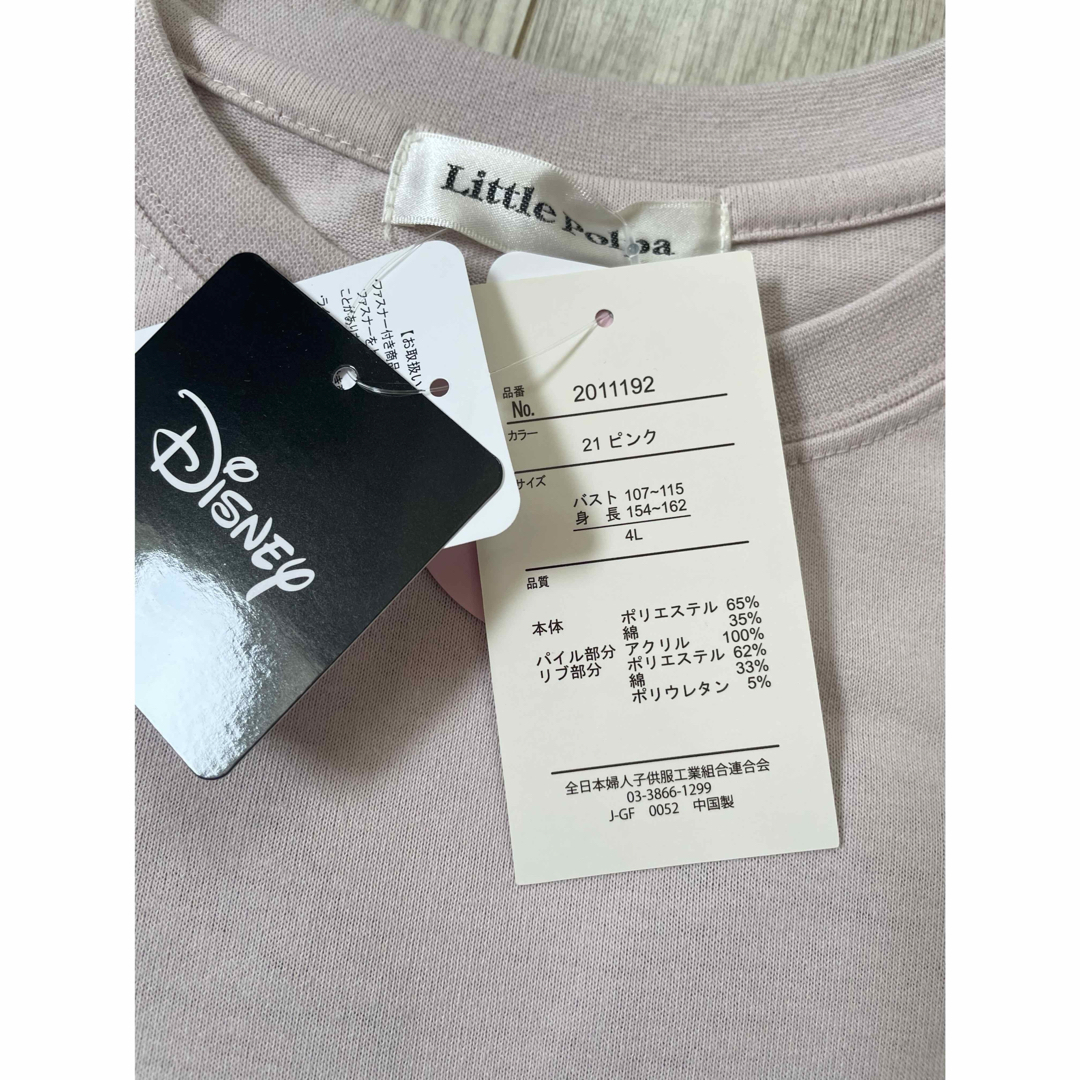 Little
DISNEY
【お取扱い
ファスナー付き商品
ファスナーを
ことがあり
品番
No. 2011192
カラー 21 ピンク
サイズ
バスト 107~115
身 長 154~162
4L
品質
本体 ポリエステル 65%
綿 35%
パイル部分 アクリル 100%
リブ部分 ポリエステル 62%
綿 33%
ポリウレタン 5%
全日本婦人子供服工業組合連合会
03-3866-1299
J-GF 0052 中国製